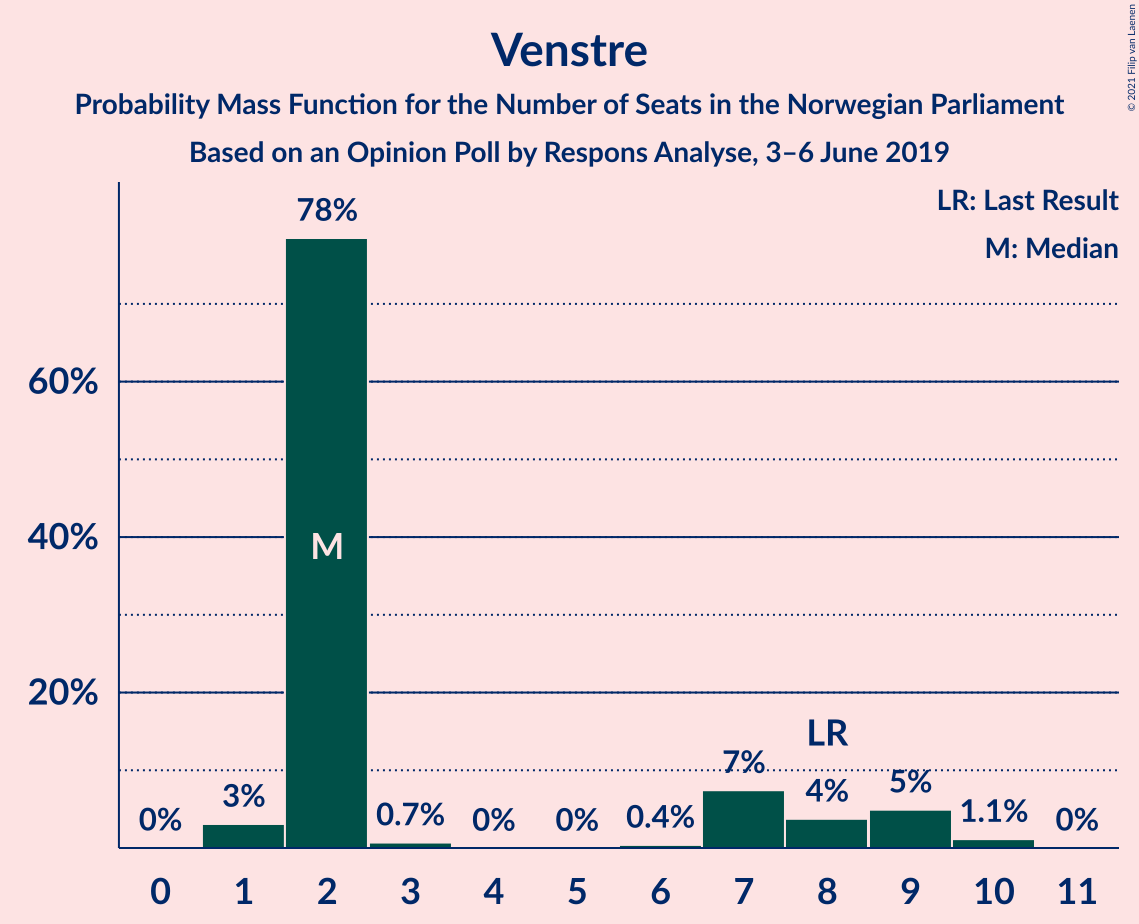 Venstre
Probability Mass Function for the Number of Seats in the Norwegian Parliament
Based on an Opinion Poll by Respons Analyse, 3–6 June 2019
© 2021 Filip van Laenen
LR: Last Result
M: Median
78%
60%
40%
20%
M
LR
0%
3%
0.7%
0%
0%
0.4%
7%
4%
5%
1.1%
0%
0 1 2 3 4 5 6 7 8 9 10 11